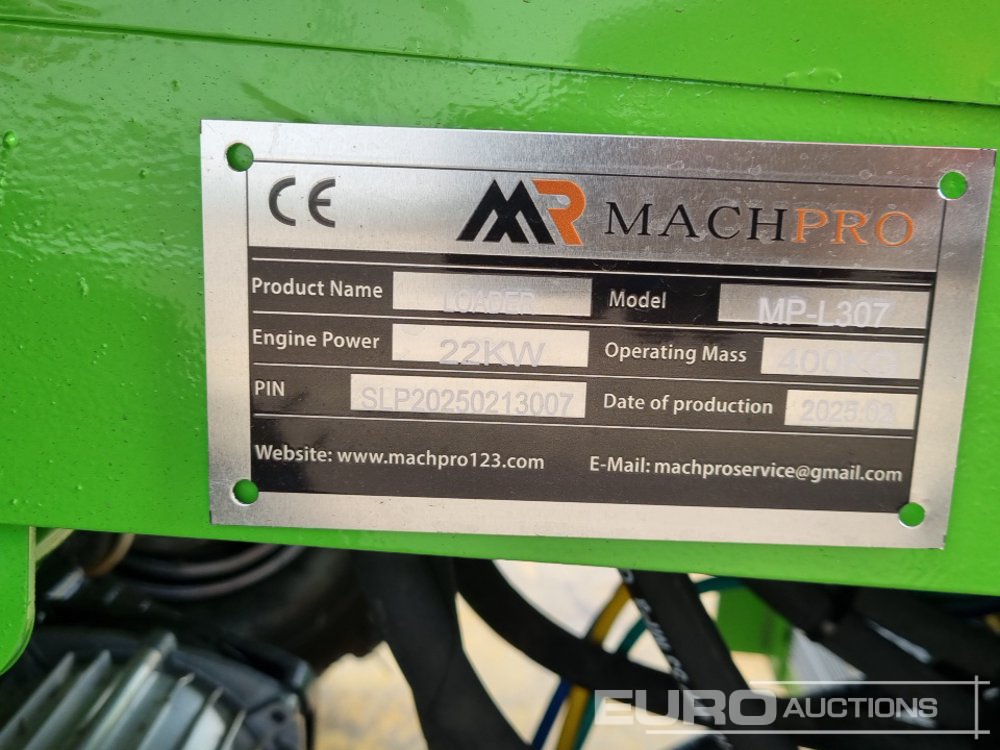 CE MR MACHPRO
Product Name LOADER Model MP-L307
Engine Power 22KW Operating Mass 400KG
PIN SLP20250213007 Date of production 2025.02
Website: www.machpro123.com E-Mail: machproservice@gmail.com
EURO AUCTIONS